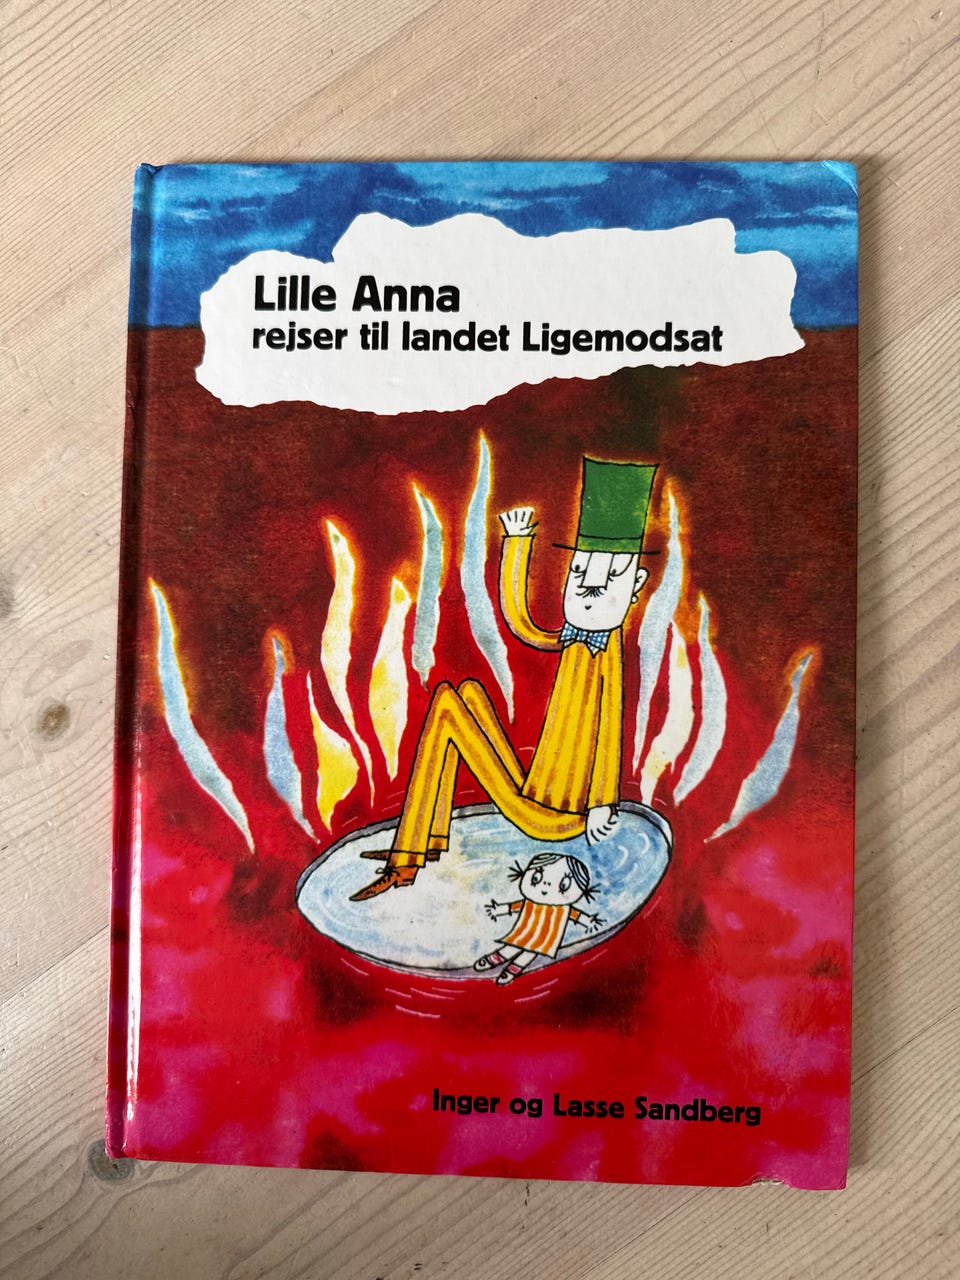 Lille Anna
rejser til landet Ligemodsat
Inger og Lasse Sandberg